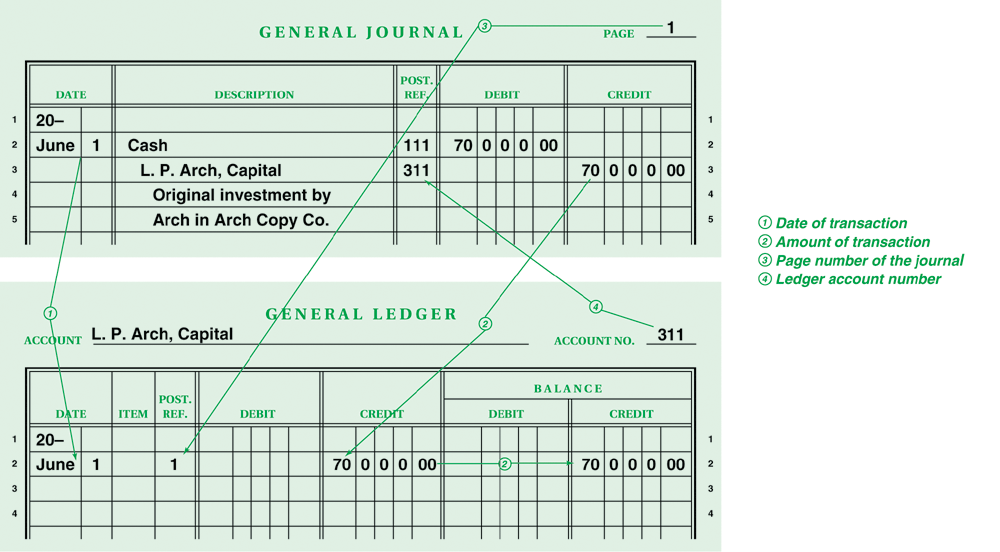 GENERAL JOURNAL 3 PAGE 1
DATE DESCRIPTION POST. REF. DEBIT CREDIT
1 20– 1
2 June 1 Cash 111 70 0 0 0 00 2
3 L. P. Arch, Capital 311 70 0 0 0 00 3
4 Original investment by 4
5 Arch in Arch Copy Co. 5
1 Date of transaction
2 Amount of transaction
3 Page number of the journal
4 Ledger account number
1
4
GENERAL LEDGER 2
ACCOUNT L. P. Arch, Capital ACCOUNT NO. 311
BALANCE
DATE ITEM POST. REF. DEBIT CREDIT DEBIT CREDIT
1 20– 1
2 June 1 1 70 0 0 0 00 2 70 0 0 0 00 2
3 3
4 4